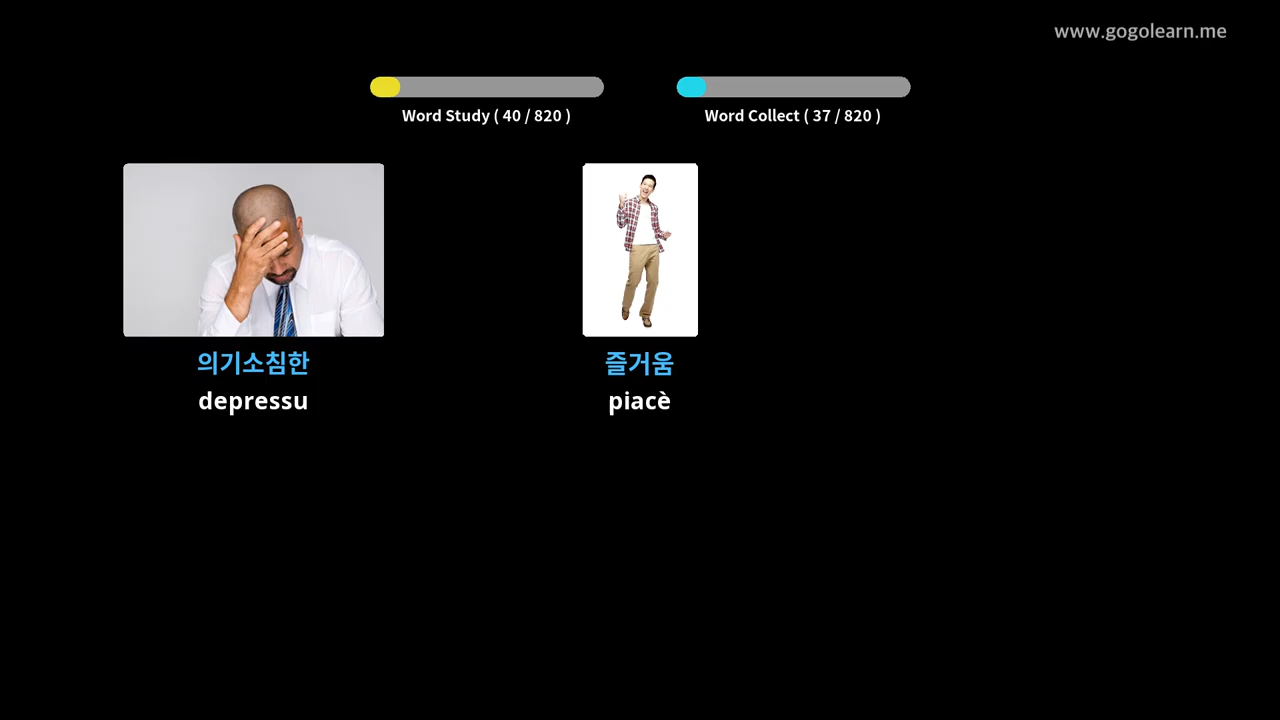 www.gogolearn.me
Word Study ( 40 / 820 )
Word Collect ( 37 / 820 )
의기소침한
depressu
즐거움
piacè